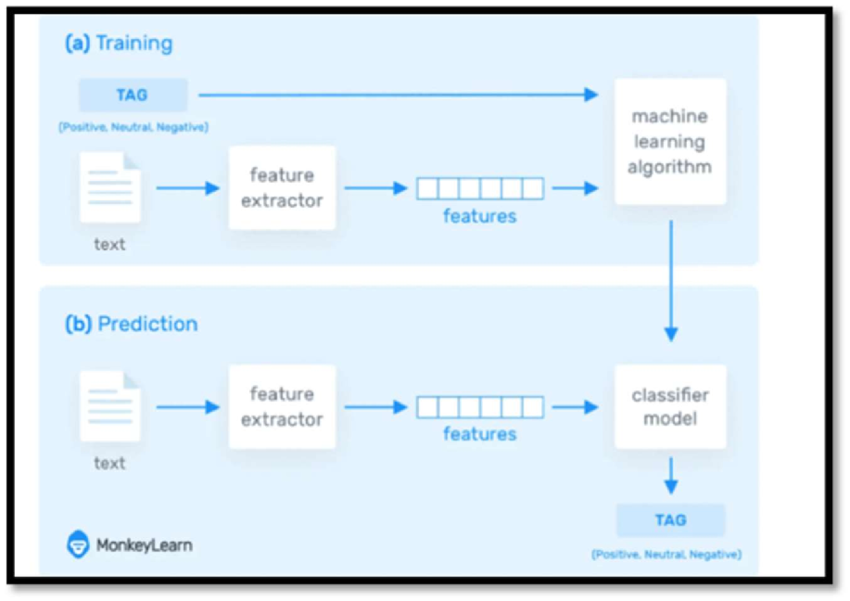 (a) Training
TAG
(Positive, Neutral, Negative)
machine
learning
algorithm
feature
extractor
features
text
(b) Prediction
feature
extractor
classifier
model
features
text
TAG
(Positive, Neutral, Negative)
MonkeyLearn